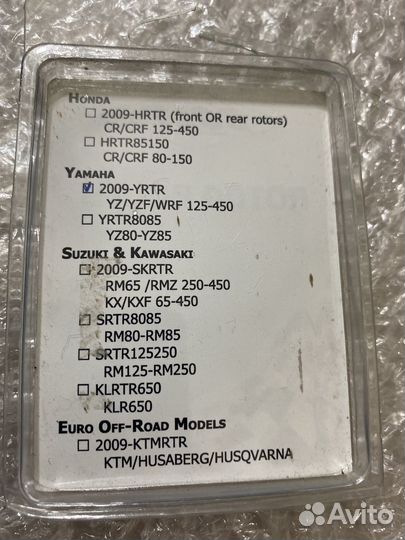 HONDA
2009-HRTR (front OR rear rotors)
CR/CRF 125-450
HRTR85150
CR/CRF 80-150
YAMAHA
2009-YRTR
YZ/YZF/WRF 125-450
YRTR8085
YZ80-YZ85
SUZUKI & KAWASAKI
2009-SKRTR
RM65 /RMZ 250-450
KX/KXF 65-450
SRTR8085
RM80-RM85
SRTR125250
RM125-RM250
KLRTR650
KLR650
EURO OFF-ROAD MODELS
2009-KTMRTR
KTM/HUSABERG/HUSQVARNA
Avito